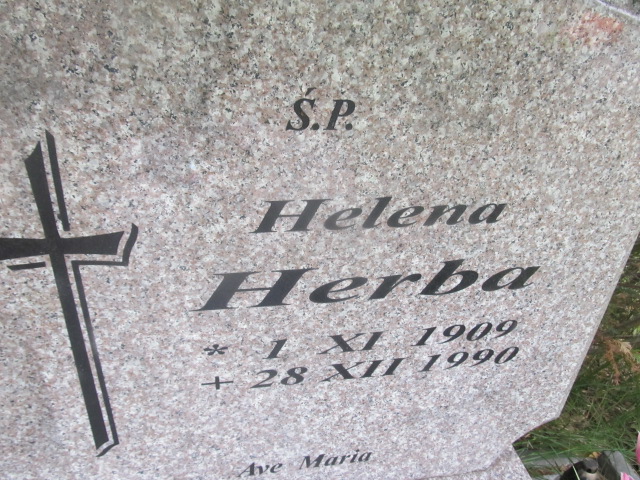 Ś.P.
Helena
Herba
* 1 XI 1909
+ 28 XII 1990
Ave Maria